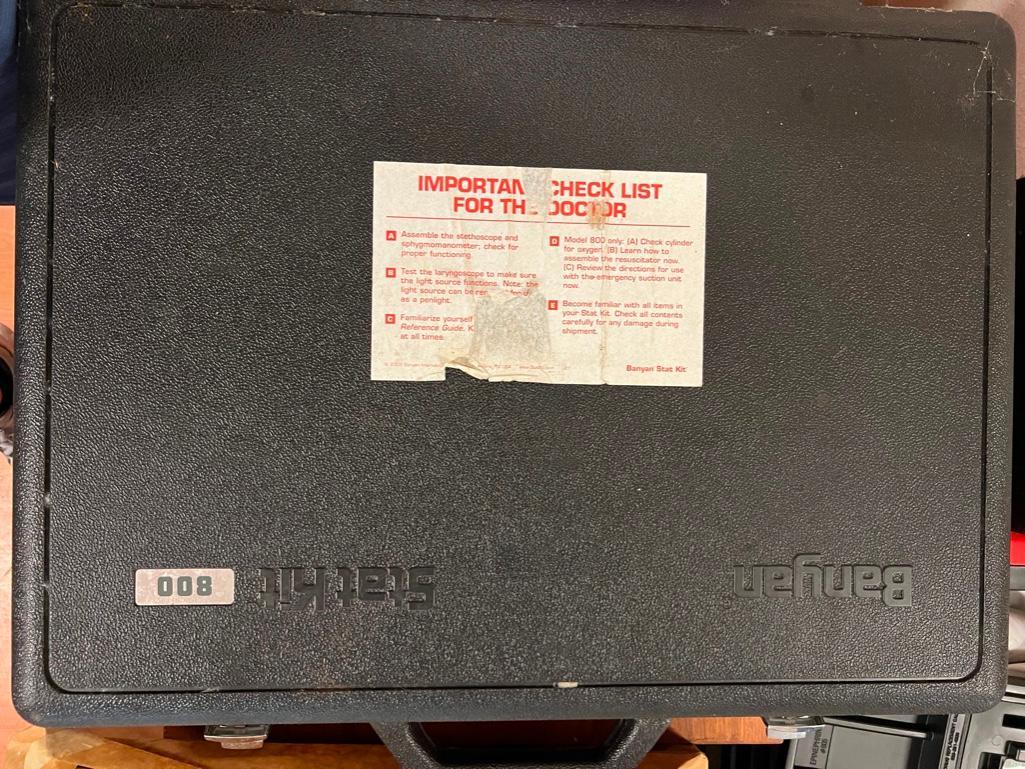 IMPORTAN CHECK LIST
FOR THE DOCTOR
A Assemble the stethoscope and
sphygmomanometer; check for
proper functioning.
B Test the laryngoscope to make sure
the light source functions. Note: the
light source can be
as a penlight.
C Familiarize yourself
Reference Guide. K
at all times.
D Model 800 only: (A) Check cylinder
for oxygen. (B) Learn how to
assemble the resuscitator now.
(C) Review the directions for use
with the emergency suction unit
now.
E Become familiar with all items in
your Stat Kit. Check all contents
carefully for any damage during
shipment.
Banyan Stat Kit
Banyan
Stat Kit
800
EPINEPHRIN